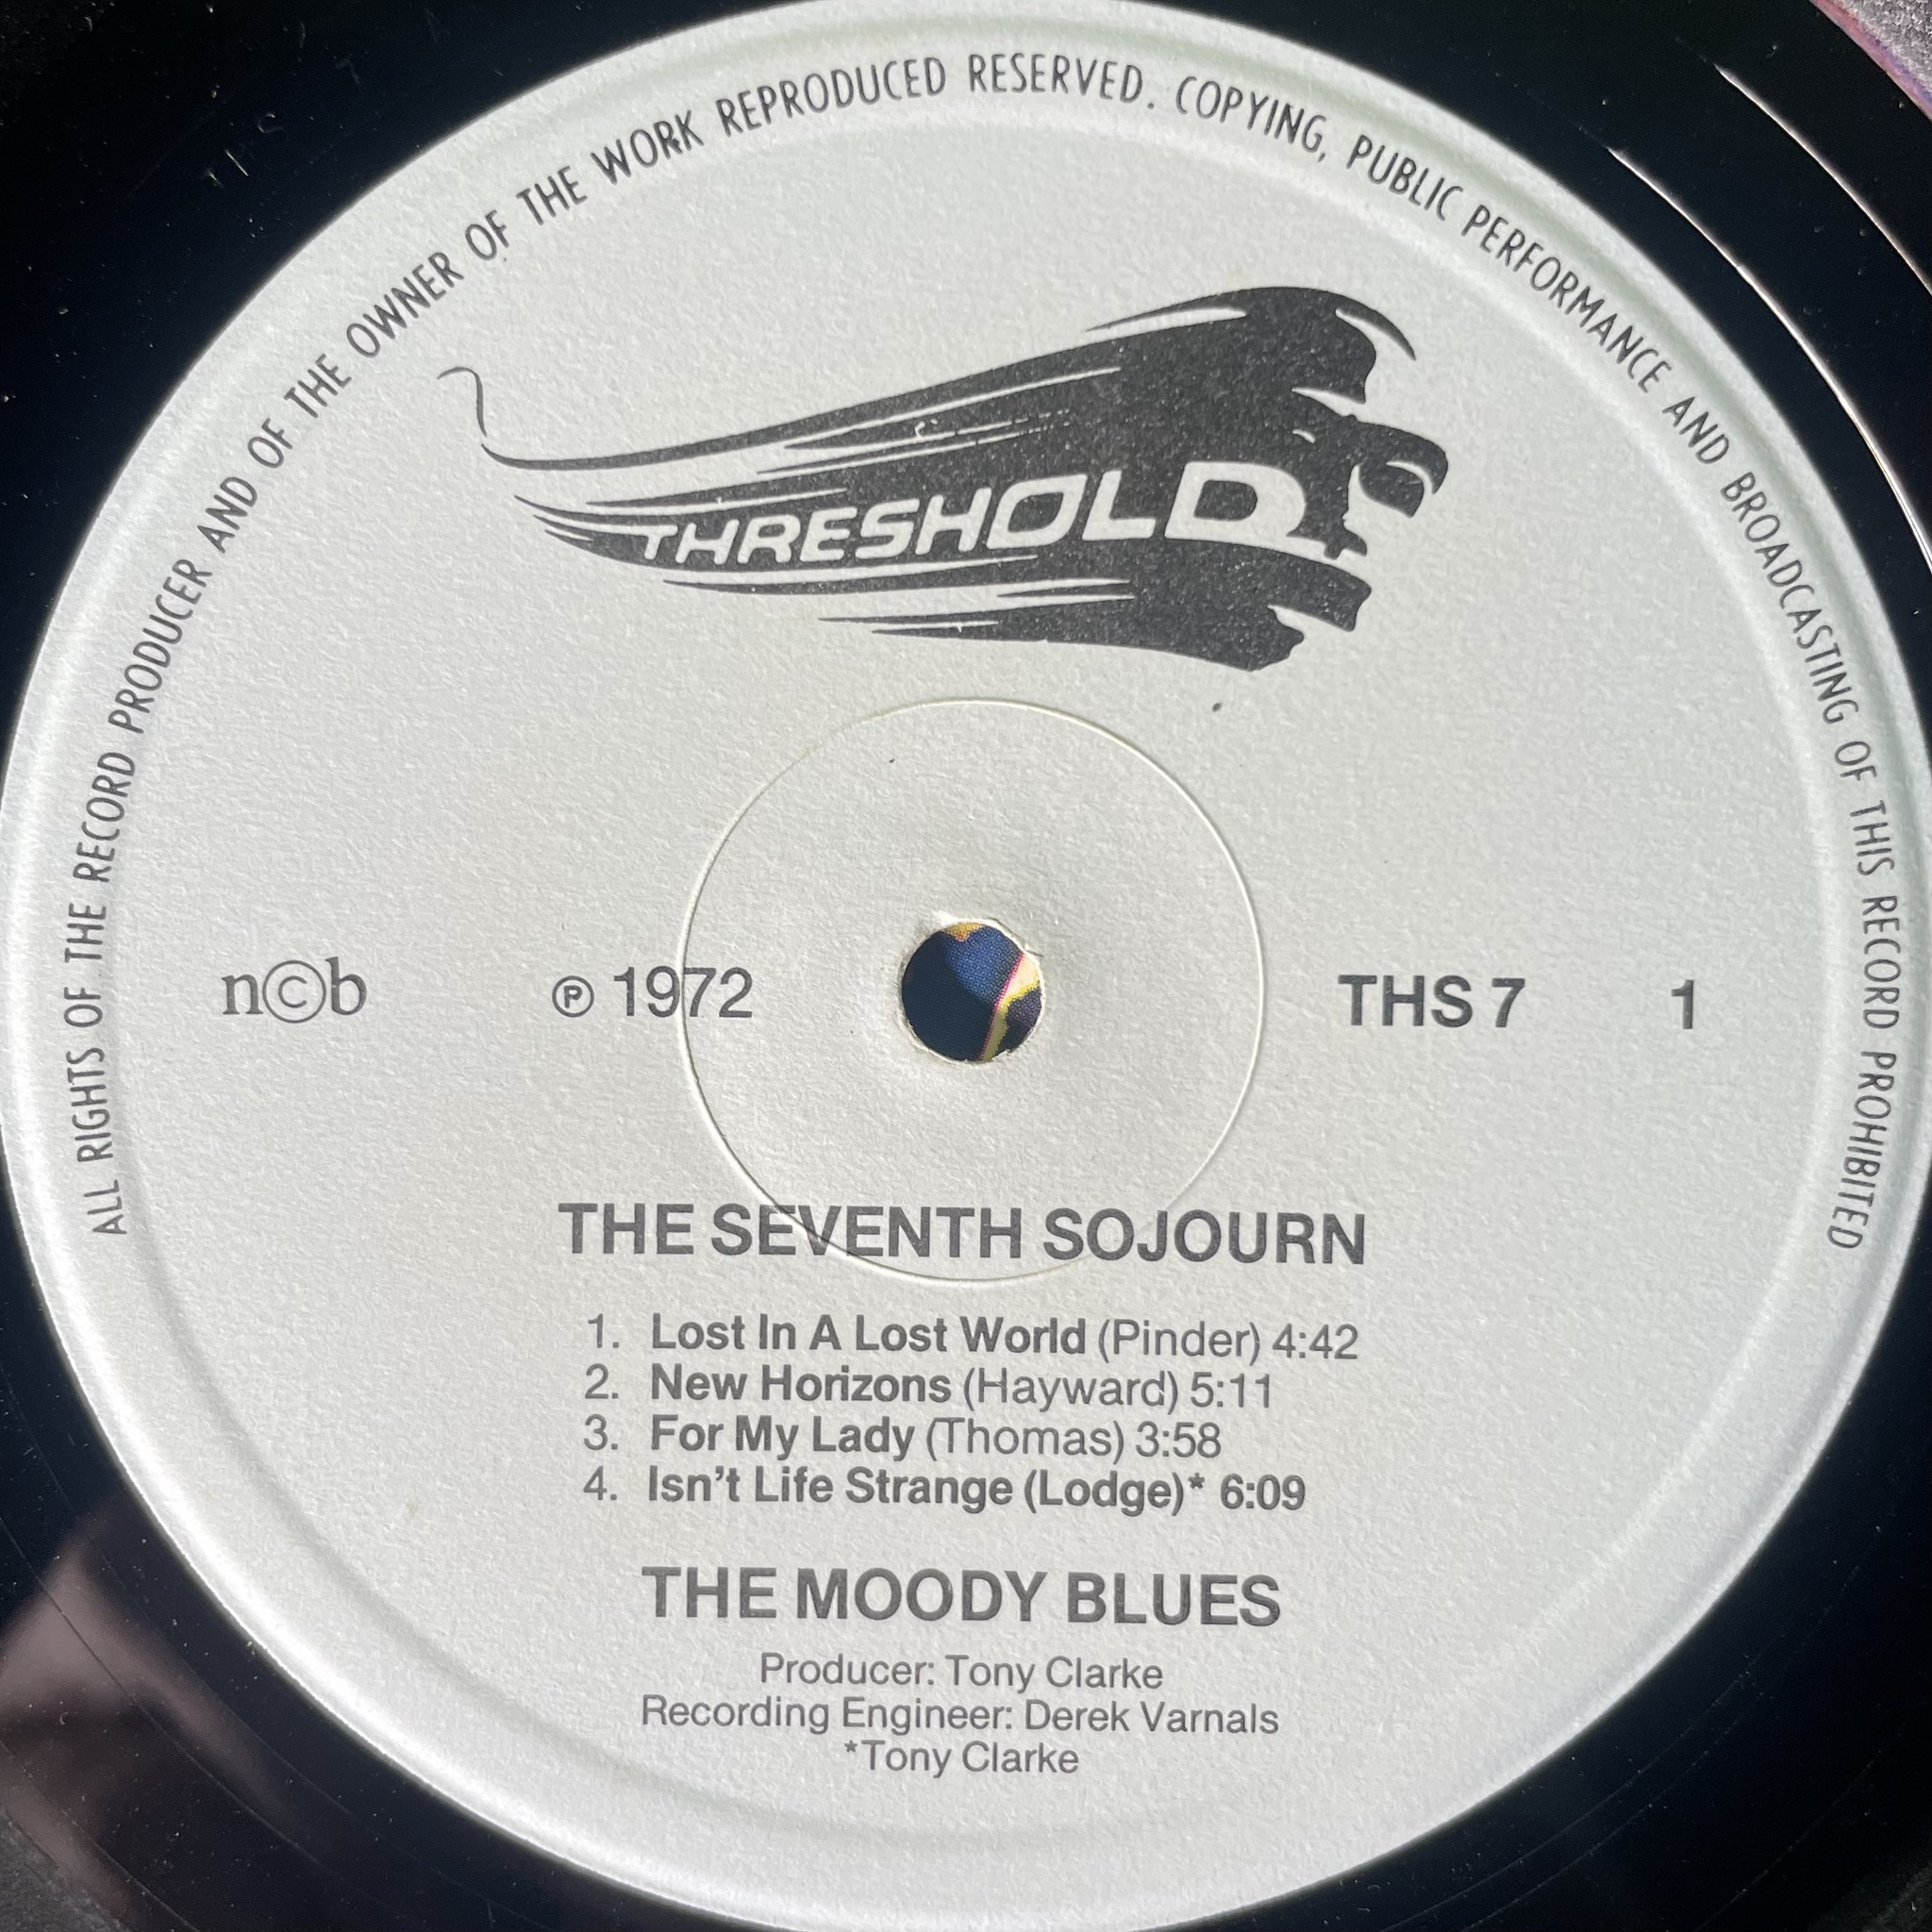 ALL RIGHTS OF THE RECORD PRODUCER AND OF THE OWNER OF THE WORK REPRODUCED RESERVED. COPYING, PUBLIC PERFORMANCE AND BROADCASTING OF THIS RECORD PROHIBITED
THRESHOLD
n©b ℗ 1972 THS 7 1
THE SEVENTH SOJOURN
1. Lost In A Lost World (Pinder) 4:42
2. New Horizons (Hayward) 5:11
3. For My Lady (Thomas) 3:58
4. Isn't Life Strange (Lodge)* 6:09
THE MOODY BLUES
Producer: Tony Clarke
Recording Engineer: Derek Varnals
*Tony Clarke